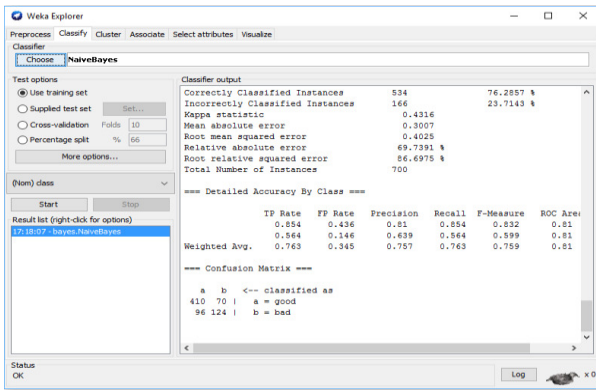 Weka Explorer
Preprocess Classify Cluster Associate Select attributes Visualize
Classifier
Choose NaiveBayes
Test options
Use training set
Supplied test set Set...
Cross-validation Folds 10
Percentage split % 66
More options...
(Nom) class
Start Stop
Result list (right-click for options)
17:18:07 - bayes.NaiveBayes
Classifier output
Correctly Classified Instances 534 76.2857 %
Incorrectly Classified Instances 166 23.7143 %
Kappa statistic 0.4316
Mean absolute error 0.3007
Root mean squared error 0.4025
Relative absolute error 69.7391 %
Root relative squared error 86.6975 %
Total Number of Instances 700
=== Detailed Accuracy By Class ===
TP Rate FP Rate Precision Recall F-Measure ROC Area
0.854 0.436 0.81 0.854 0.832 0.81
0.564 0.146 0.639 0.564 0.599 0.81
Weighted Avg. 0.763 0.345 0.757 0.763 0.759 0.81
=== Confusion Matrix ===
a b <-- classified as
410 70 | a = good
96 124 | b = bad
Status
OK
Log x 0